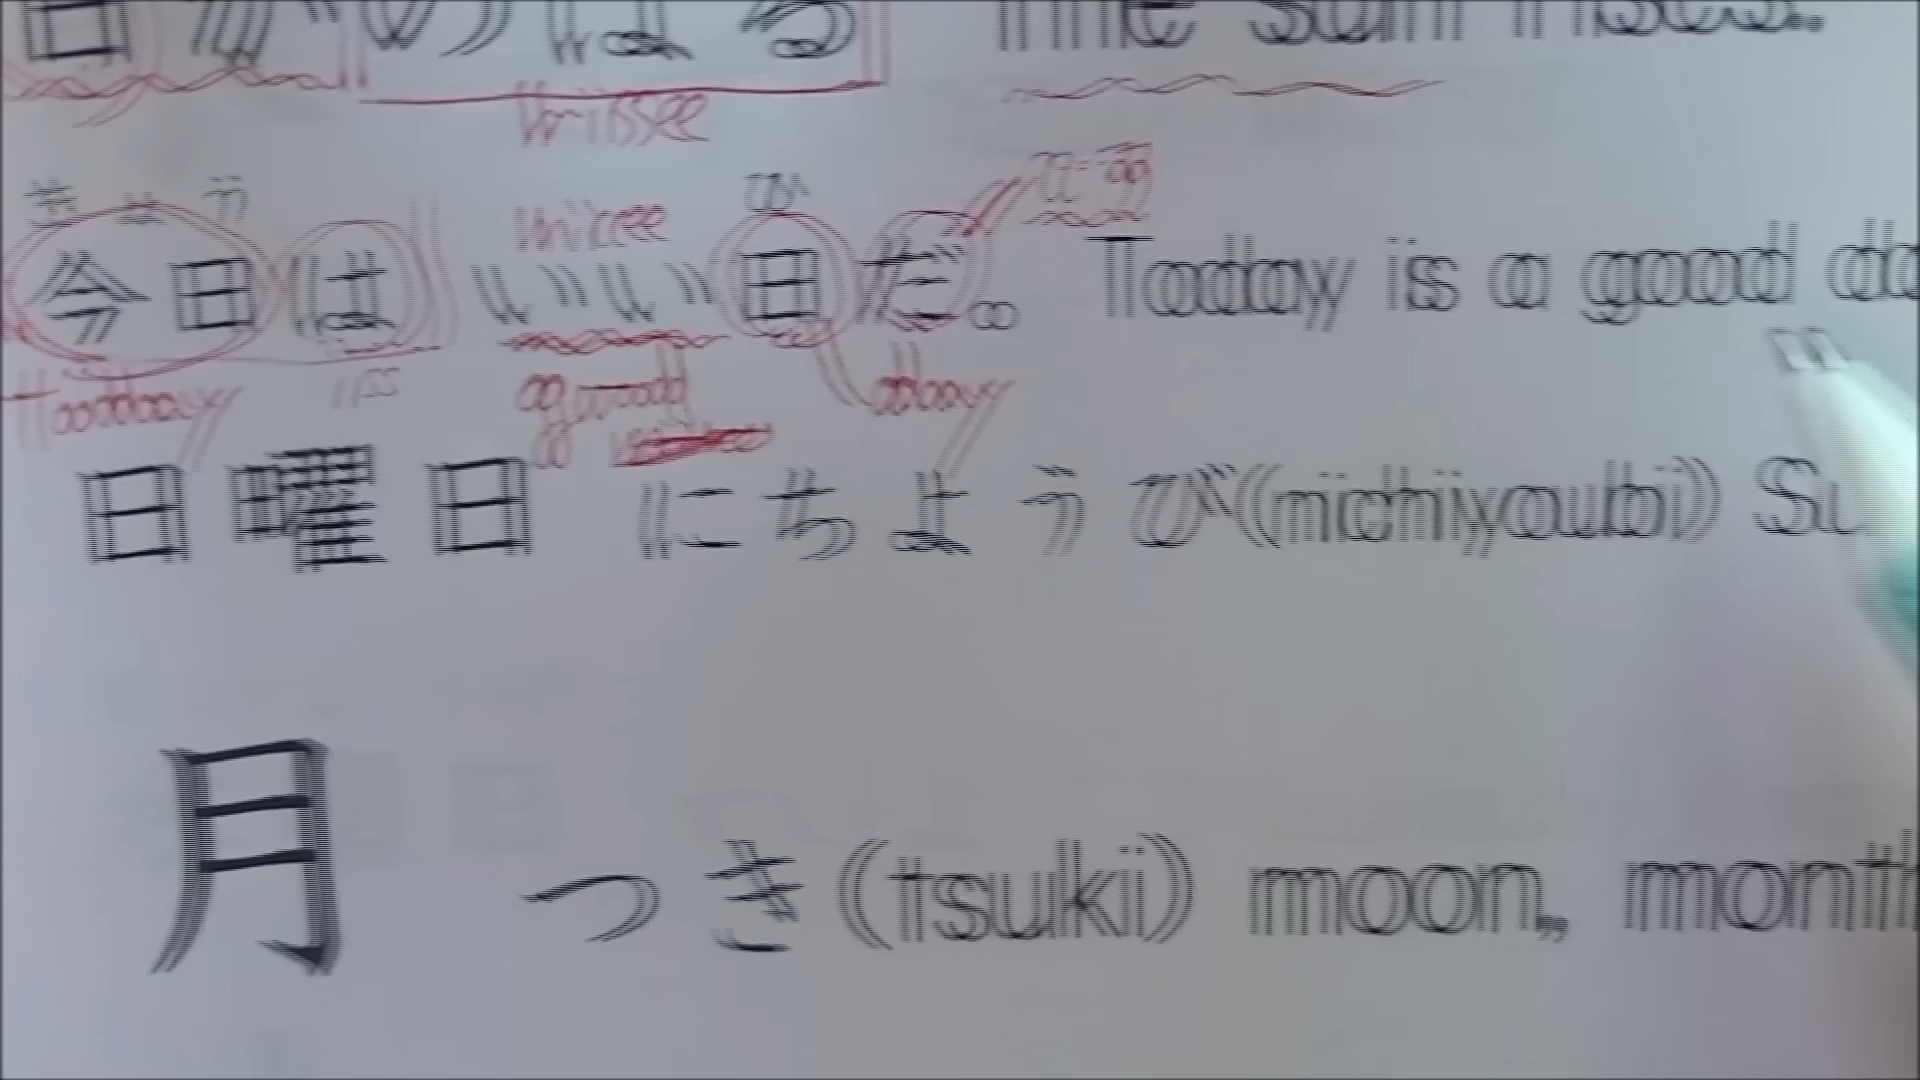 日がのぼる The sun rises.
rise
きょう
nice
び
今日はいい日だ。 Today is a good
Today
is
good
day
日曜日 にちようび(nichiyoubi)
月 つき(tsuki) moon, month